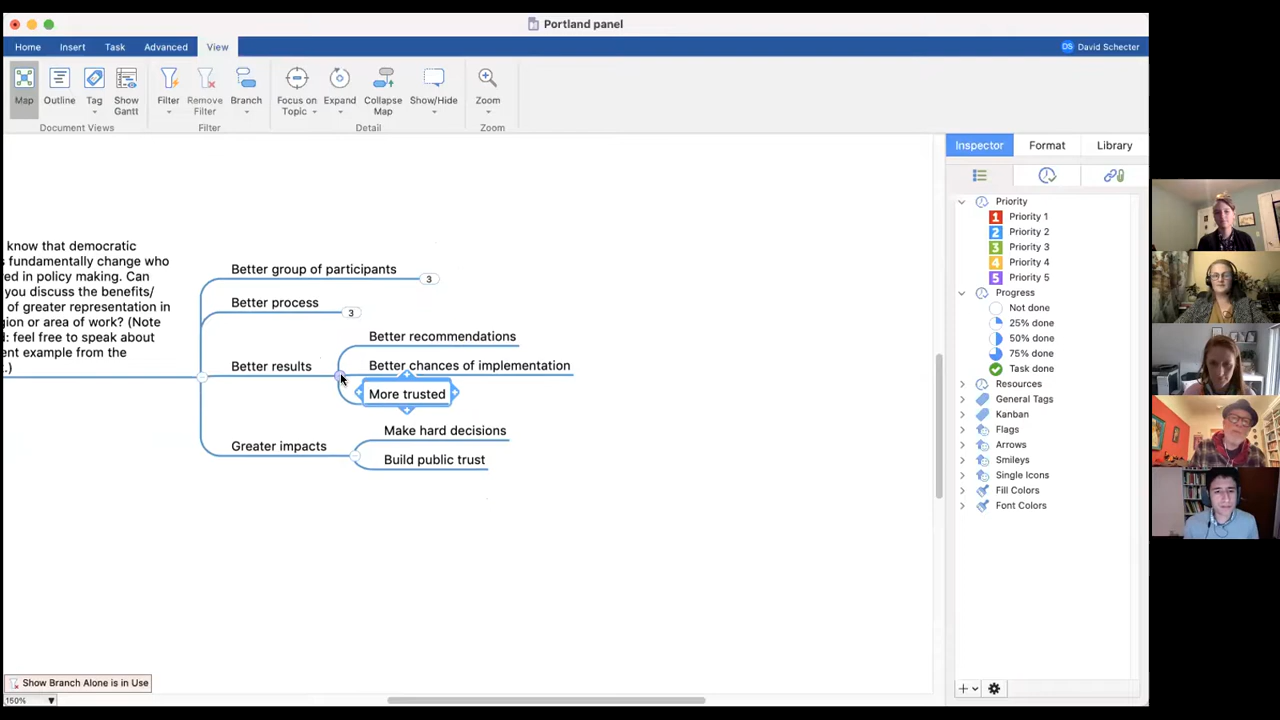 Portland panel
Home Insert Task Advanced View
DS David Schecter
Map Outline Tag Show Gantt Filter Remove Filter Branch Focus on Topic Expand Collapse Map Show/Hide Zoom
Document Views Filter Detail Zoom
Inspector Format Library
know that democratic
s fundamentally change who
ed in policy making. Can
you discuss the benefits/
of greater representation in
gion or area of work? (Note
d: feel free to speak about
ent example from the
...)
Better group of participants 3
Better process 3
Better results
Better recommendations
Better chances of implementation
More trusted
Greater impacts
Make hard decisions
Build public trust
Priority
1 Priority 1
2 Priority 2
3 Priority 3
4 Priority 4
5 Priority 5
Progress
Not done
25% done
50% done
75% done
Task done
Resources
General Tags
Kanban
Flags
Arrows
Smileys
Single Icons
Fill Colors
Font Colors
Show Branch Alone is in Use
150%